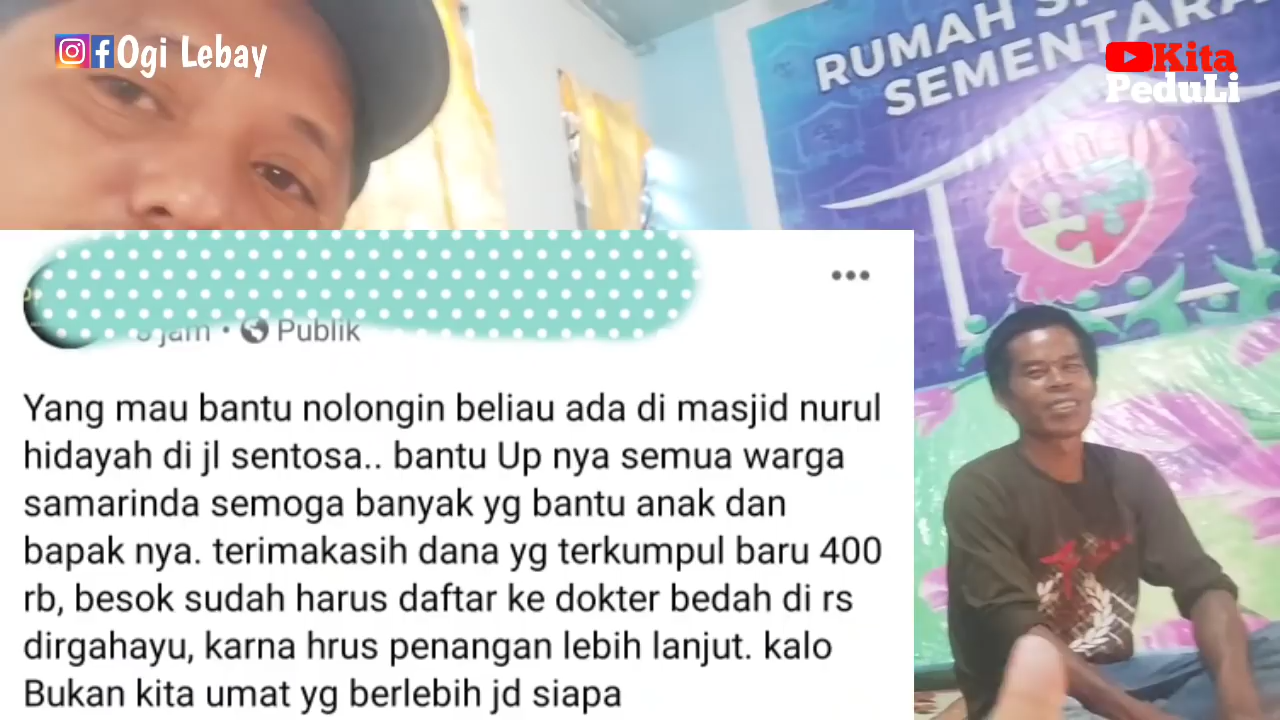 Ogi Lebay
Kita
PeduLi
RUMAH
SEMENTARA
jam • Publik
Yang mau bantu nolongin beliau ada di masjid nurul
hidayah di jl sentosa.. bantu Up nya semua warga
samarinda semoga banyak yg bantu anak dan
bapak nya. terimakasih dana yg terkumpul baru 400
rb, besok sudah harus daftar ke dokter bedah di rs
dirgahayu, karna hrus penangan lebih lanjut. kalo
Bukan kita umat yg berlebih jd siapa